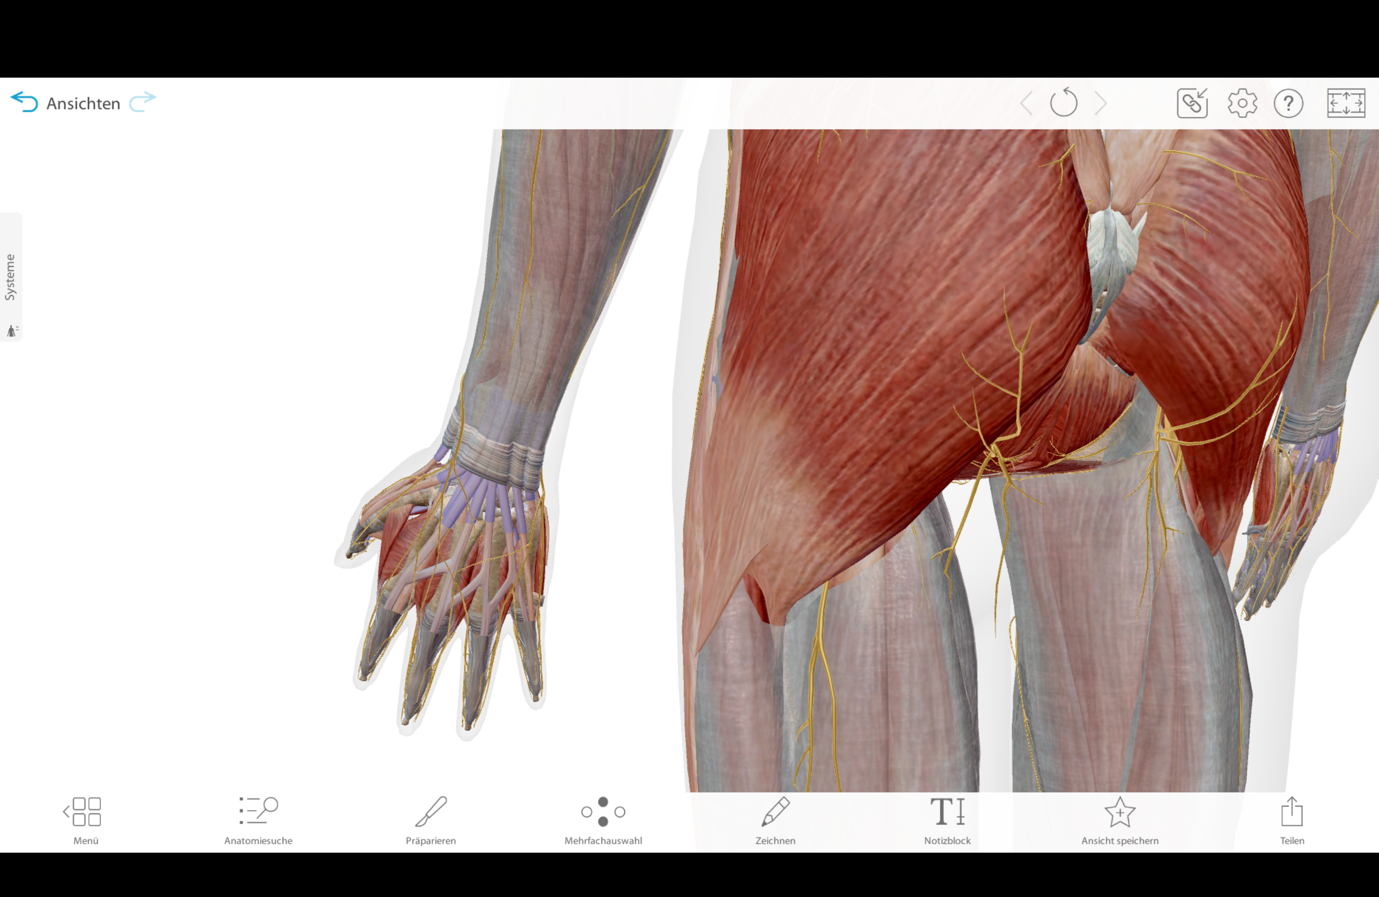 Ansichten
?
Systeme
Menü
Anatomiesuche
Präparieren
Mehrfachauswahl
Zeichnen
T
Notizblock
Ansicht speichern
Teilen